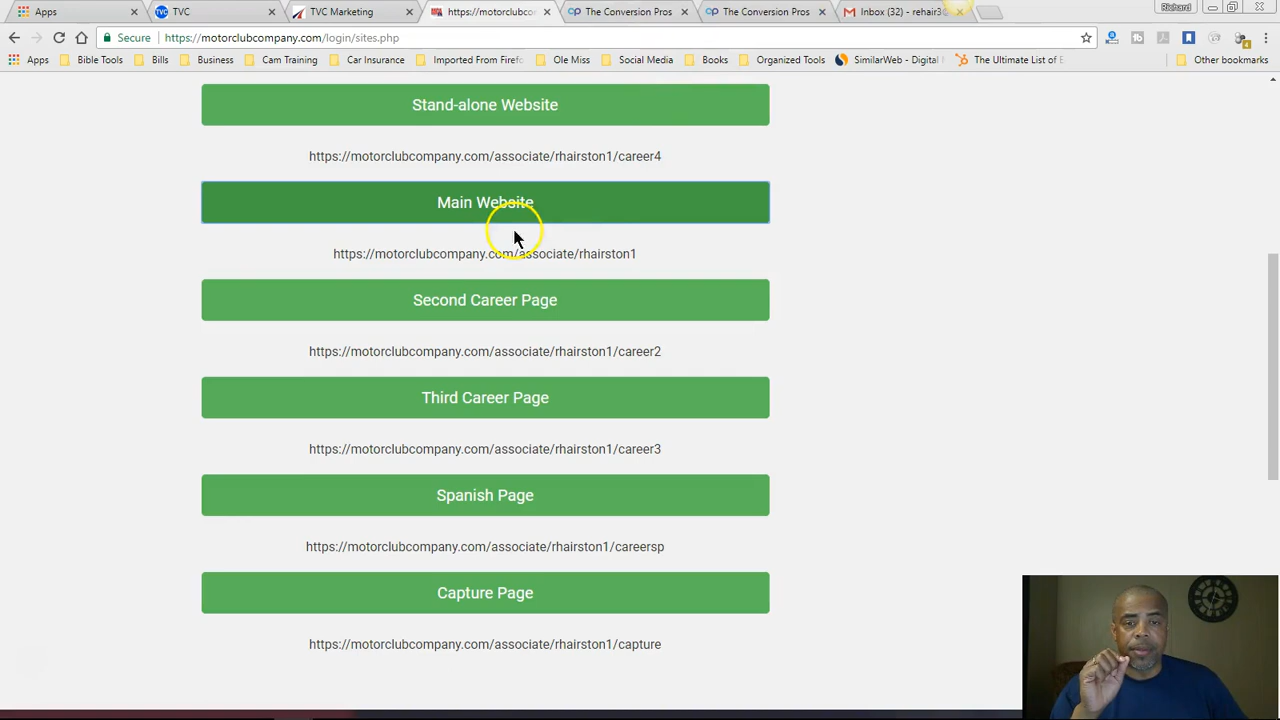 Apps
TVC
TVC Marketing
https://motorclubco
The Conversion Pros
The Conversion Pros
Inbox (32) - rehair3@
Richard
Secure
https://motorclubcompany.com/login/sites.php
Apps
Bible Tools
Bills
Business
Cam Training
Car Insurance
Imported From Firefo
Ole Miss
Social Media
Books
Organized Tools
SimilarWeb - Digital
The Ultimate List of
Other bookmarks
Stand-alone Website
https://motorclubcompany.com/associate/rhairston1/career4
Main Website
https://motorclubcompany.com/associate/rhairston1
Second Career Page
https://motorclubcompany.com/associate/rhairston1/career2
Third Career Page
https://motorclubcompany.com/associate/rhairston1/career3
Spanish Page
https://motorclubcompany.com/associate/rhairston1/careersp
Capture Page
https://motorclubcompany.com/associate/rhairston1/capture